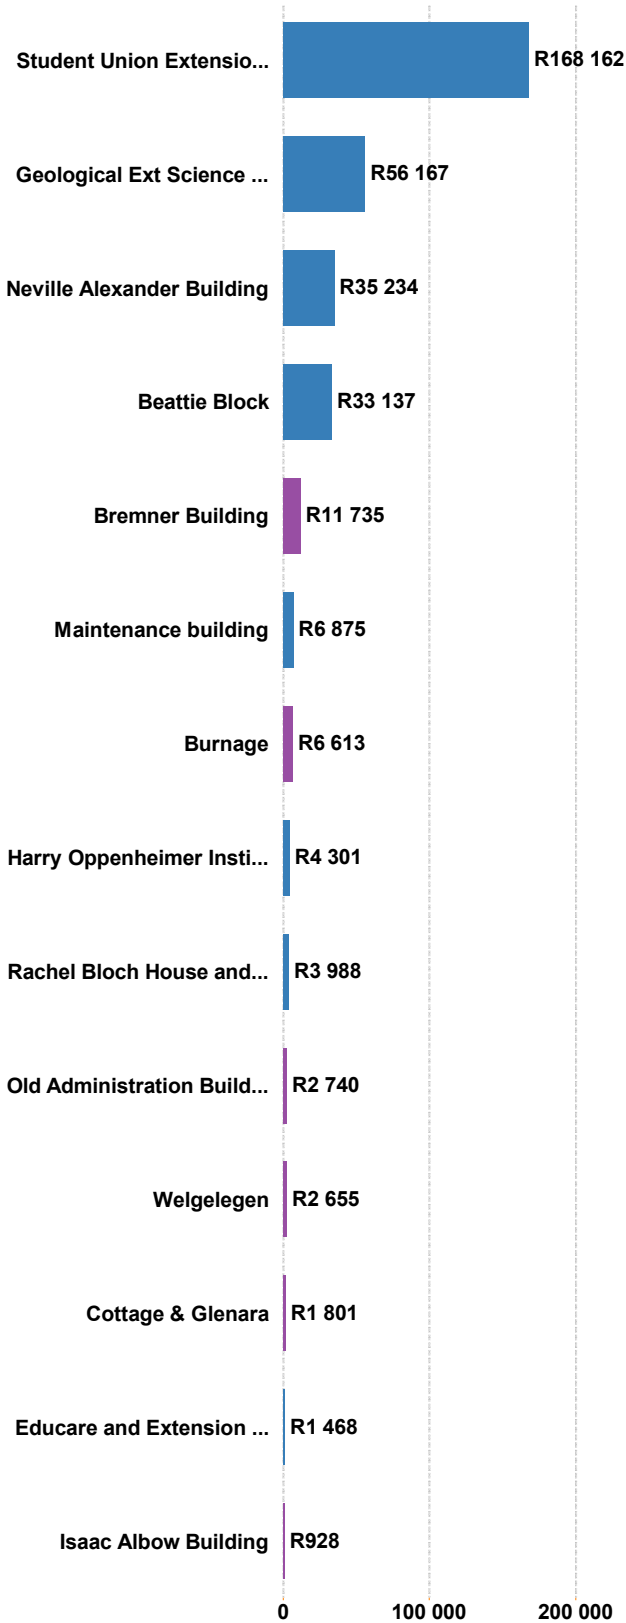 Student Union Extensio... R168 162
Geological Ext Science ... R56 167
Neville Alexander Building R35 234
Beattie Block R33 137
Bremner Building R11 735
Maintenance building R6 875
Burnage R6 613
Harry Oppenheimer Insti... R4 301
Rachel Bloch House and... R3 988
Old Administration Build... R2 740
Welgelegen R2 655
Cottage & Glenara R1 801
Educare and Extension ... R1 468
Isaac Albow Building R928
0 100 000 200 000